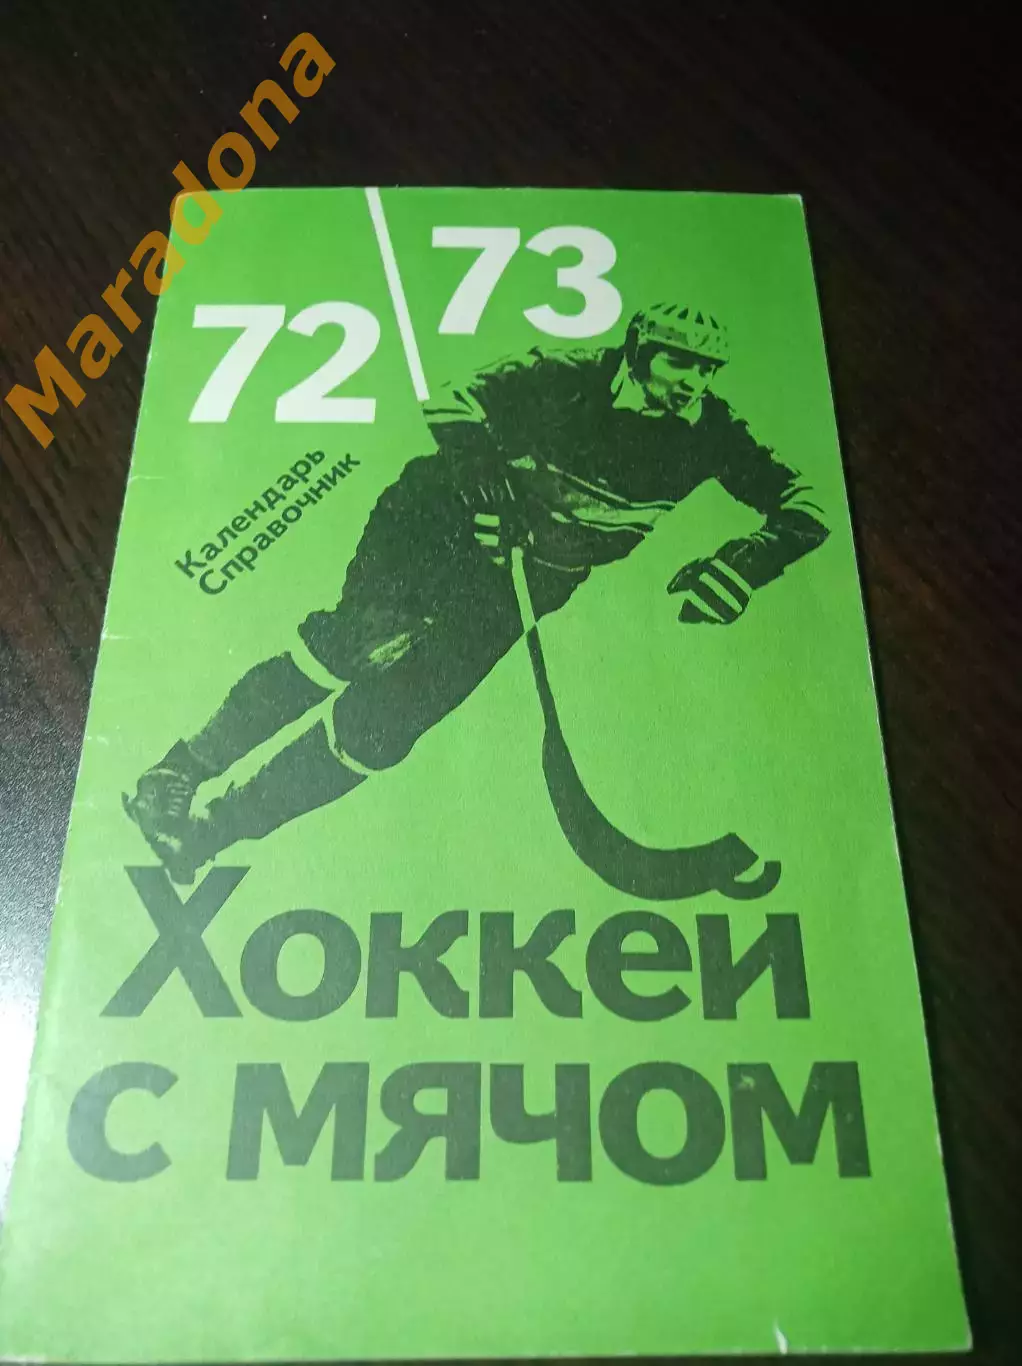 Maradona
72\73
Календарь
Справочник
Хоккей
с мячом